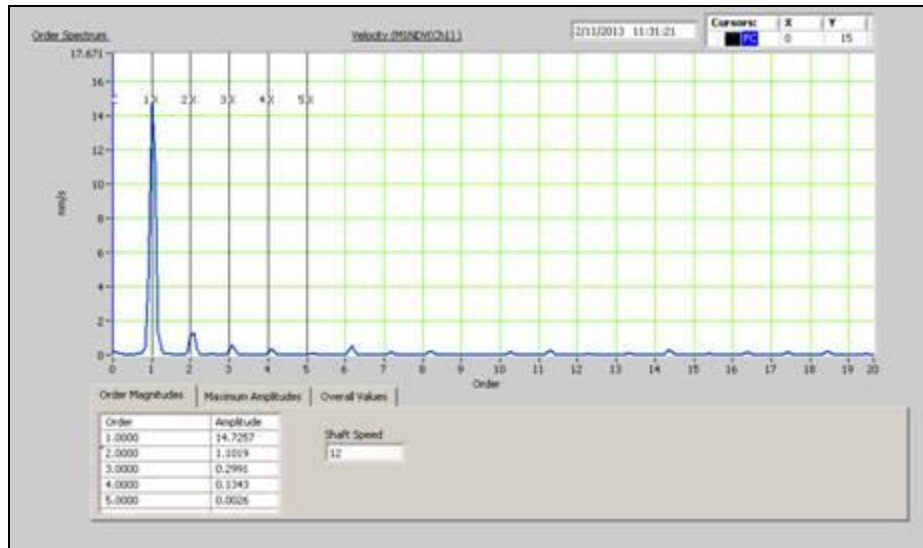 Order Spectrum
Velocity (MINDV(Ch1) )
2/11/2013 11:31:21
Cursors: X Y
FC 0 15
17.671
16
14
12
10
8
6
4
2
0
mm/s
1X 2X 3X 4X 5X
0 1 2 3 4 5 6 7 8 9 10 11 12 13 14 15 16 17 18 19 20
Order
Order Magnitudes Maximum Amplitudes Overall Values
Order Amplitude
1.0000 14.7257
2.0000 1.1019
3.0000 0.2991
4.0000 0.1343
5.0000 0.0026
Shaft Speed
12